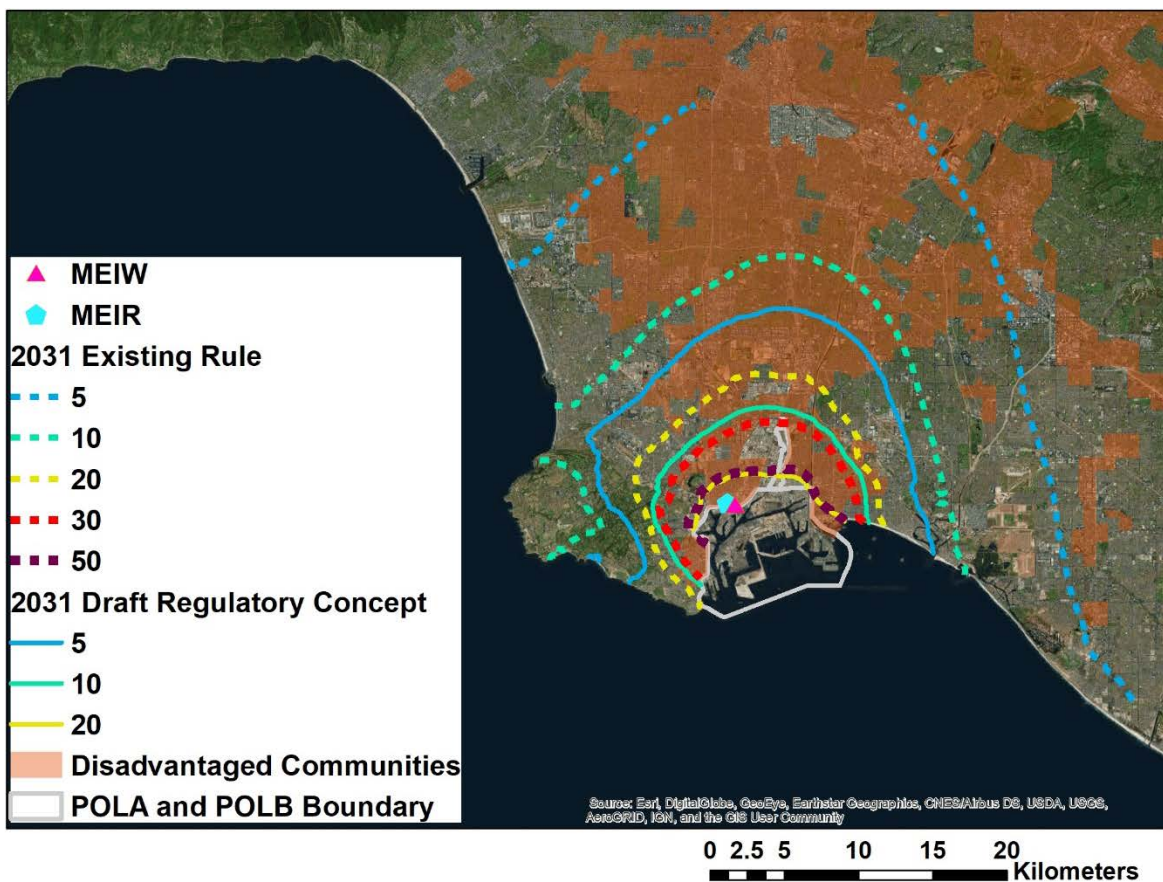 MEIW
MEIR
2031 Existing Rule
5
10
20
30
50
2031 Draft Regulatory Concept
5
10
20
Disadvantaged Communities
POLA and POLB Boundary
Source: Esri, DigitalGlobe, GeoEye, Earthstar Geographics, CNES/Airbus DS, USDA, USGS,
AeroGRID, IGN, and the GIS User Community
0 2.5 5 10 15 20
Kilometers